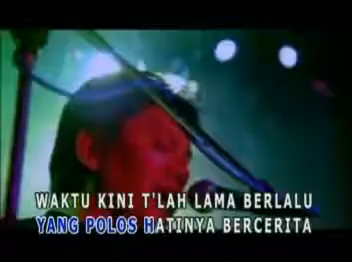 WAKTU KINI T'LAH LAMA BERLALU
YANG POLOS HATINYA BERCERITA